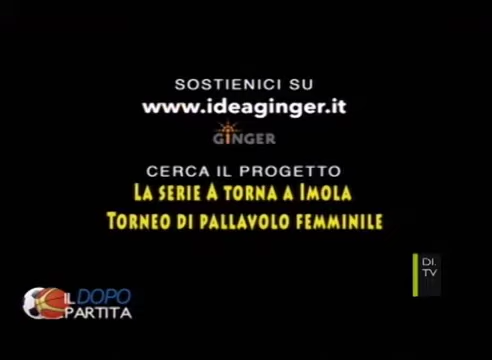 SOSTIENICI SU
www.ideaginger.it
GINGER
CERCA IL PROGETTO
LA SERIE A TORNA A IMOLA
TORNEO DI PALLAVOLO FEMMINILE
DI.
TV
IL DOPO
PARTITA